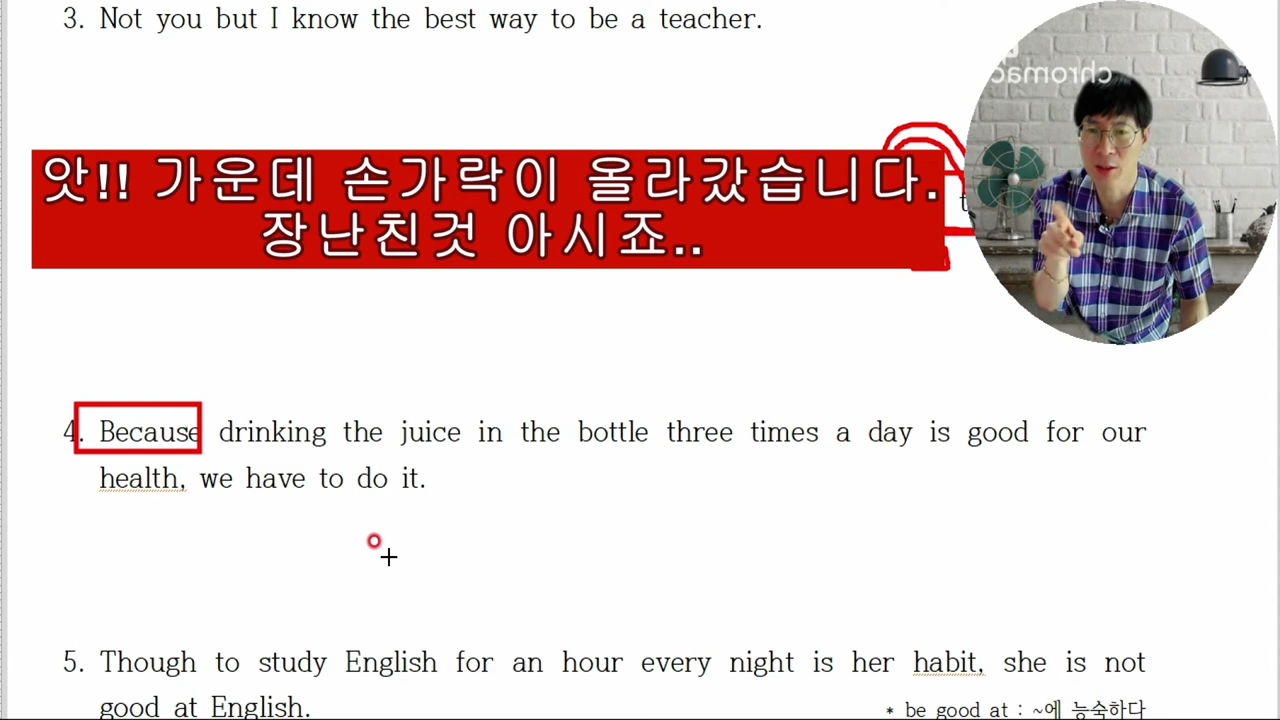 3. Not you but I know the best way to be a teacher.
chromac
앗!! 가운데 손가락이 올라갔습니다.
장난친것 아시죠..
4. Because drinking the juice in the bottle three times a day is good for our
health, we have to do it.
5. Though to study English for an hour every night is her habit, she is not
good at English.
* be good at : ~에 능숙하다